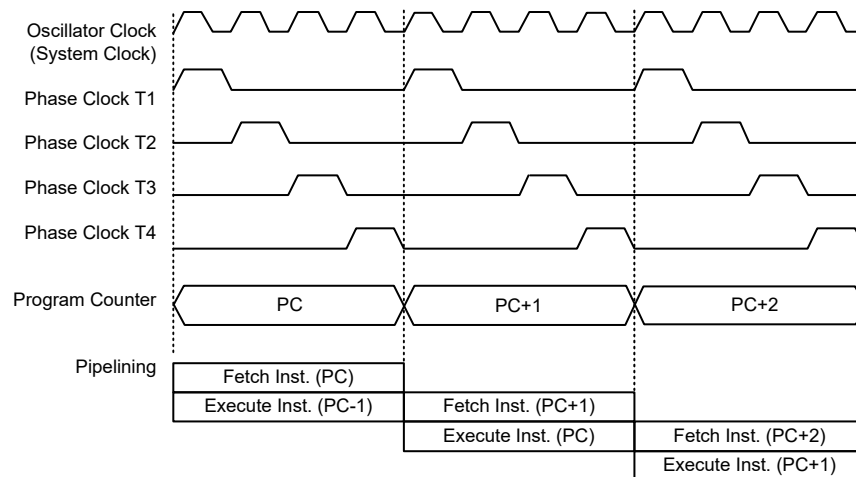 Oscillator Clock
(System Clock)
Phase Clock T1
Phase Clock T2
Phase Clock T3
Phase Clock T4
Program Counter
PC
PC+1
PC+2
Pipelining
Fetch Inst. (PC)
Execute Inst. (PC-1)
Fetch Inst. (PC+1)
Execute Inst. (PC)
Fetch Inst. (PC+2)
Execute Inst. (PC+1)